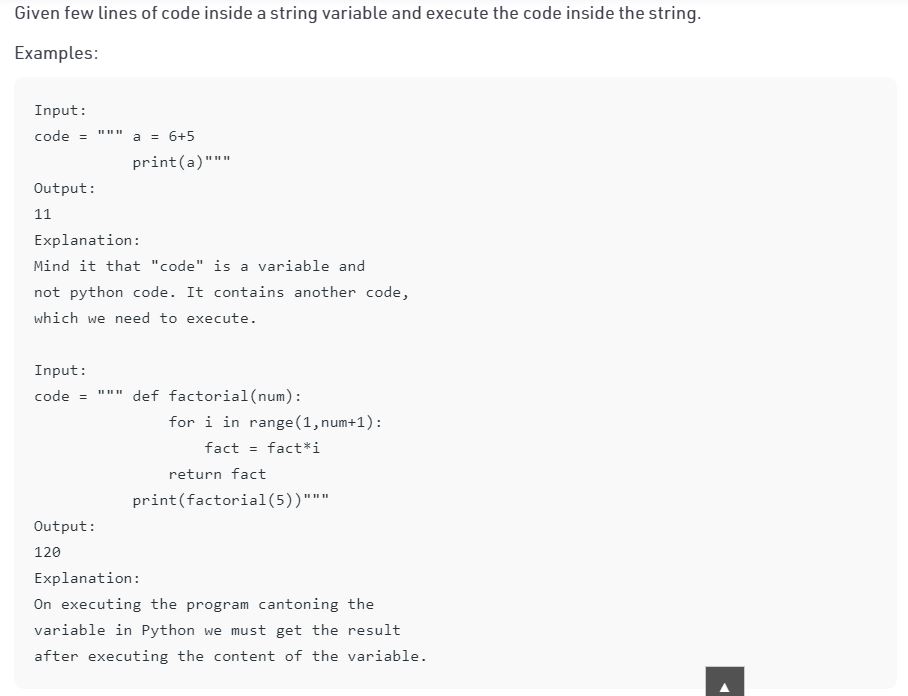 Given few lines of code inside a string variable and execute the code inside the string.
Examples:
Input:
code = """ a = 6+5
           print(a)"""
Output:
11
Explanation:
Mind it that "code" is a variable and
not python code. It contains another code,
which we need to execute.
Input:
code = """ def factorial(num):
               for i in range(1,num+1):
                   fact = fact*i
               return fact
           print(factorial(5))"""
Output:
120
Explanation:
On executing the program cantoning the
variable in Python we must get the result
after executing the content of the variable.